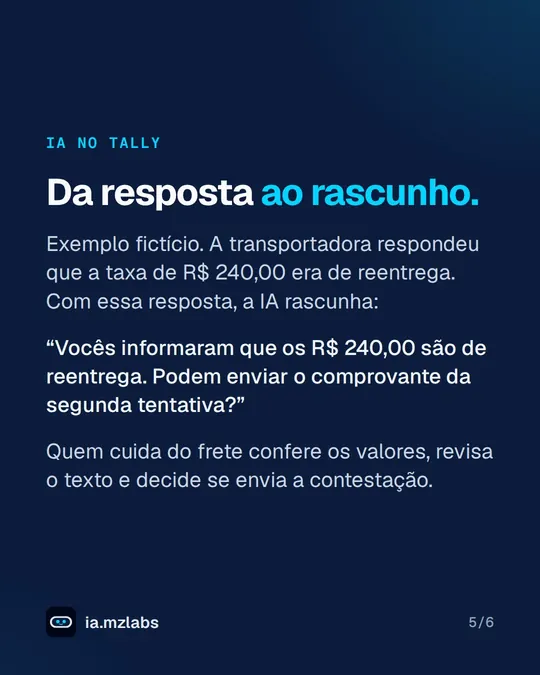 IA NO TALLY
Da resposta ao rascunho.
Exemplo fictício. A transportadora respondeu
que a taxa de R$ 240,00 era de reentrega.
Com essa resposta, a IA rascunha:
“Vocês informaram que os R$ 240,00 são de
reentrega. Podem enviar o comprovante da
segunda tentativa?”
Quem cuida do frete confere os valores, revisa
o texto e decide se envia a contestação.
ia.mzlabs
5/6